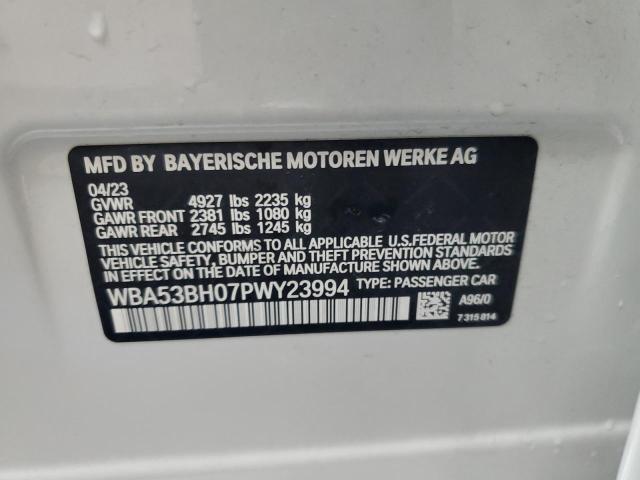 MFD BY BAYERISCHE MOTOREN WERKE AG
04/23
GVWR 4927 lbs 2235 kg
GAWR FRONT 2381 lbs 1080 kg
GAWR REAR 2745 lbs 1245 kg
THIS VEHICLE CONFORMS TO ALL APPLICABLE U.S.FEDERAL MOTOR
VEHICLE SAFETY, BUMPER AND THEFT PREVENTION STANDARDS
IN EFFECT ON THE DATE OF MANUFACTURE SHOWN ABOVE.
WBA53BH07PWY23994 TYPE: PASSENGER CAR
A96/0
7 315 814